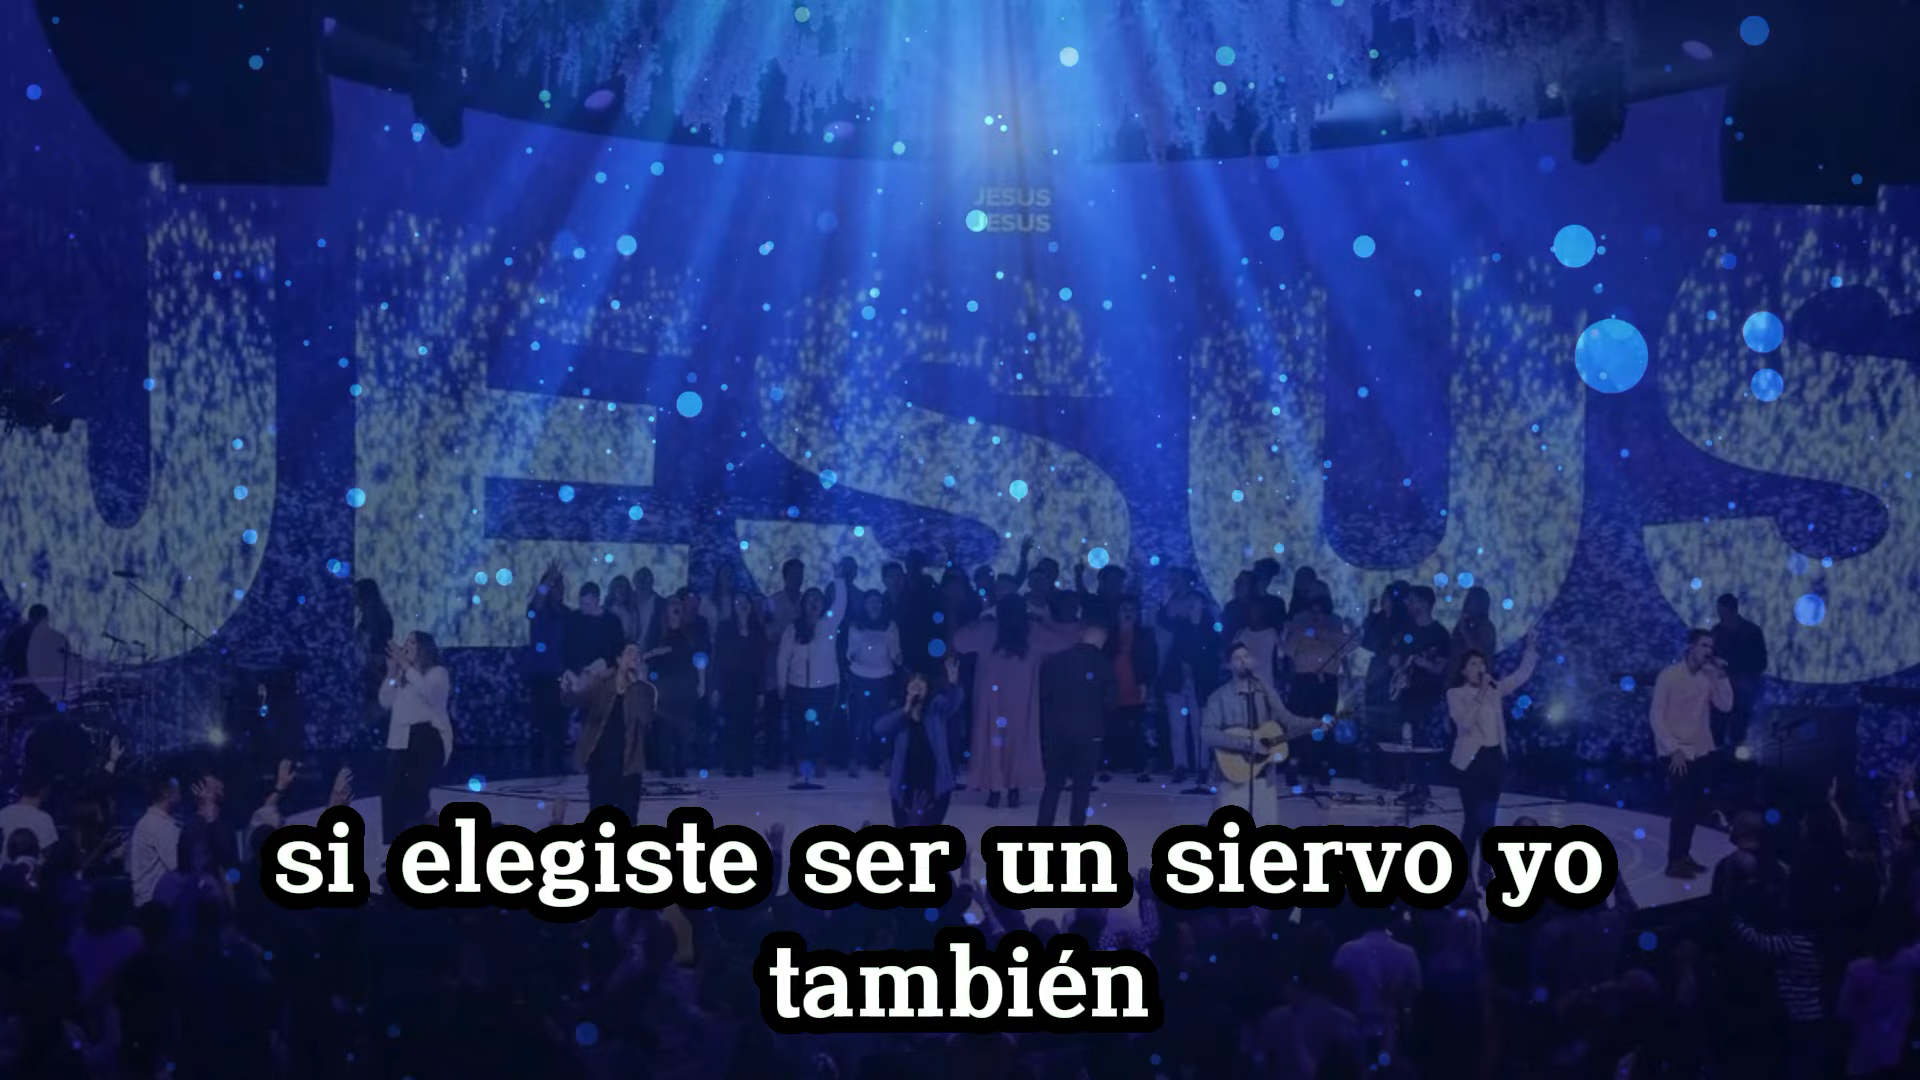 JESUS
JESUS
JESUS
si elegiste ser un siervo yo
también